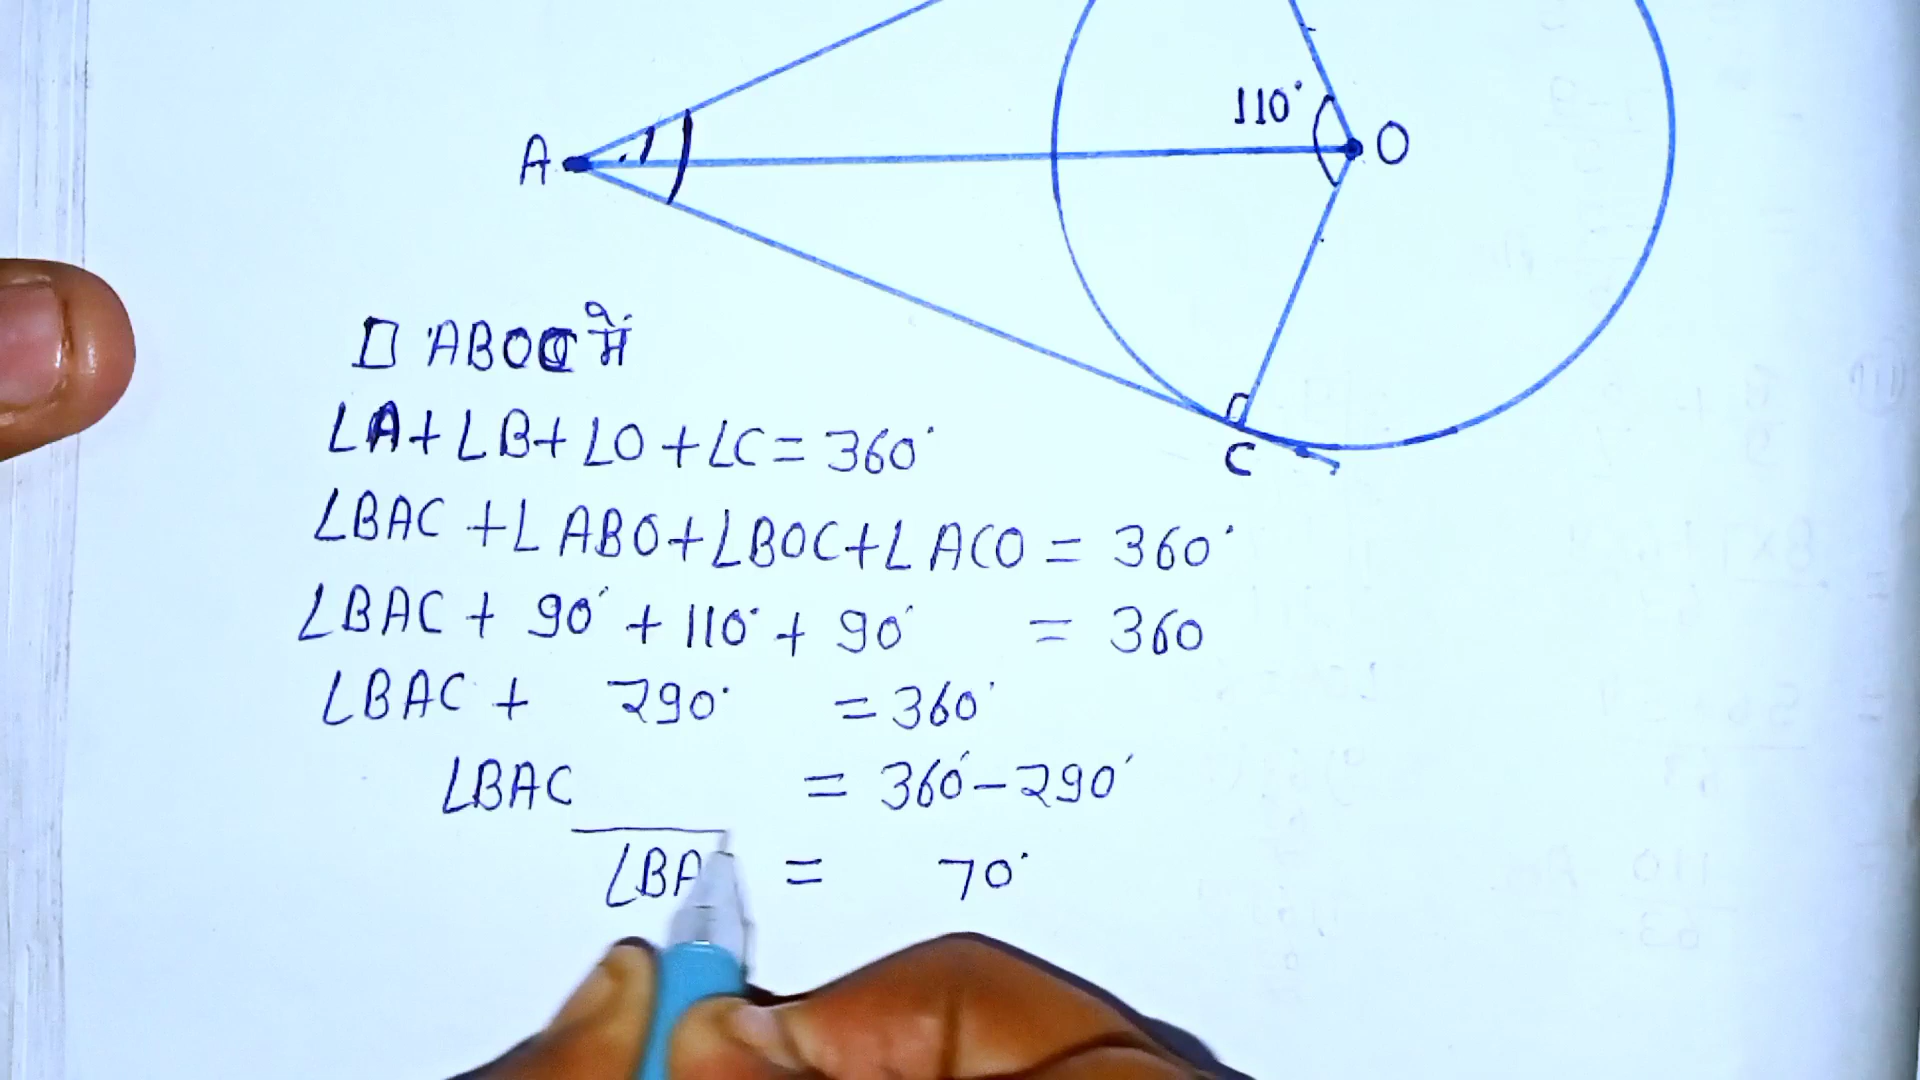 110°
A
O
C
□ ABOC में
∠A+∠B+∠O+∠C=360°
∠BAC+∠ABO+∠BOC+∠ACO=360°
∠BAC+90°+110°+90°=360
∠BAC+290°=360°
∠BAC=360°-290°
∠BA = 70°